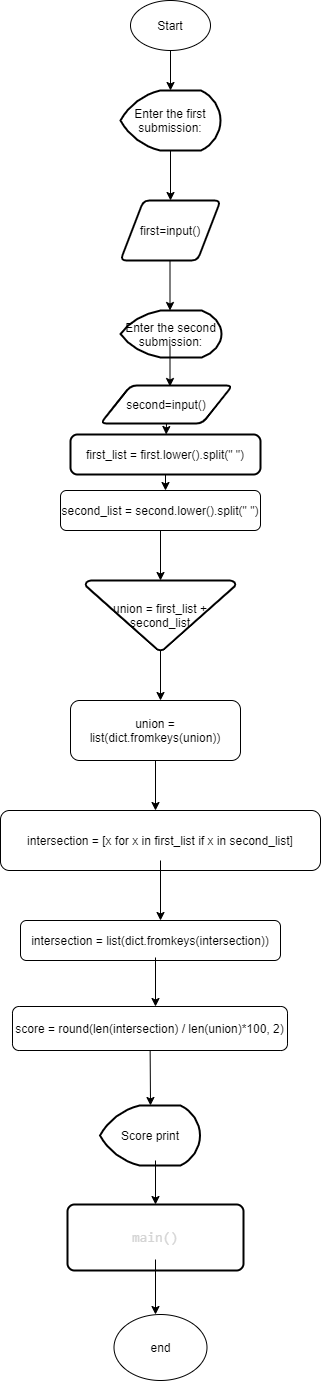 Start
Enter the first
submission:
first=input()
Enter the second
submission:
second=input()
first_list = first.lower().split(" ")
second_list = second.lower().split(" ")
union = first_list +
second_list
union =
list(dict.fromkeys(union))
intersection = [x for x in first_list if x in second_list]
intersection = list(dict.fromkeys(intersection))
score = round(len(intersection) / len(union)*100, 2)
Score print
main()
end